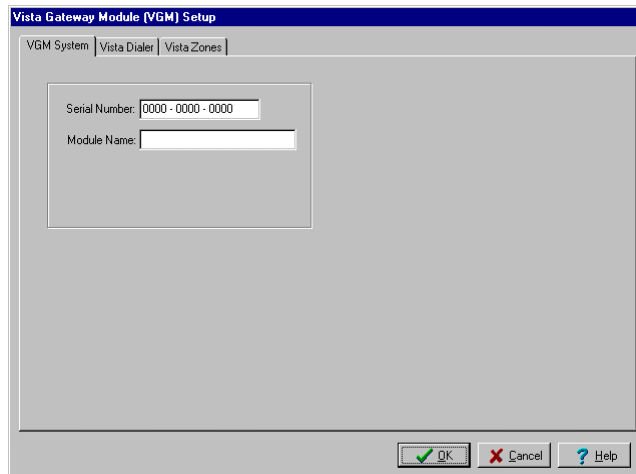 Vista Gateway Module (VGM) Setup
VGM System Vista Dialer Vista Zones
Serial Number: 0000 - 0000 - 0000
Module Name:
OK Cancel ? Help